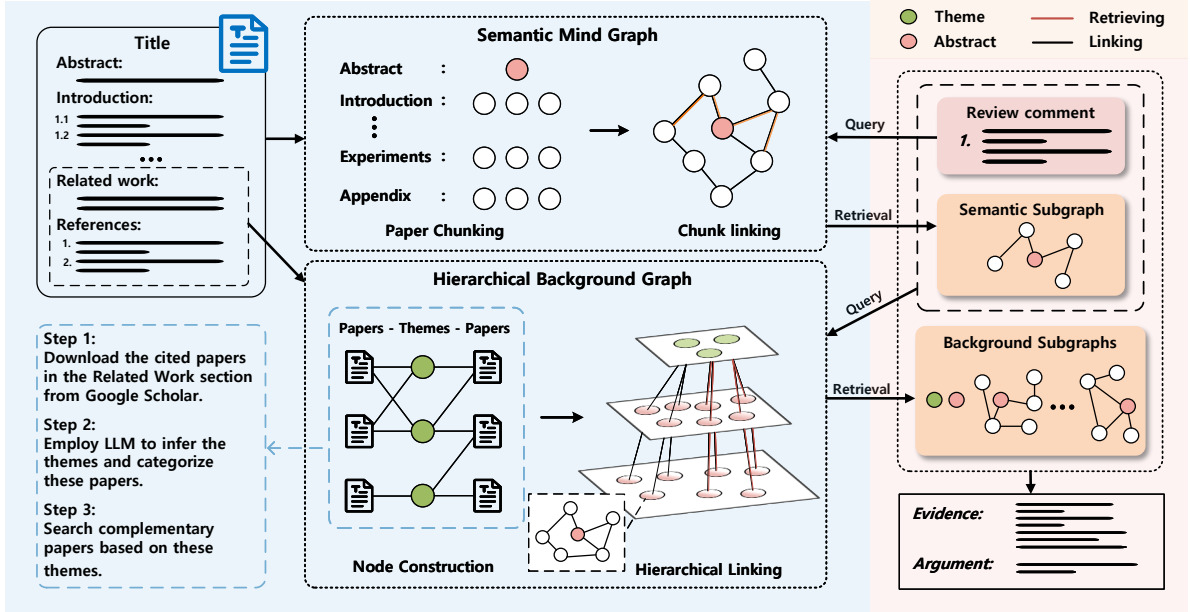 Title
Abstract:
Introduction:
1.1
1.2
Related work:
References:
1.
2.
Step 1:
Download the cited papers
in the Related Work section
from Google Scholar.
Step 2:
Employ LLM to infer the
themes and categorize
these papers.
Step 3:
Search complementary
papers based on these
themes.
Semantic Mind Graph
Abstract :
Introduction :
Experiments :
Appendix :
Paper Chunking
Chunk linking
Hierarchical Background Graph
Papers - Themes - Papers
Node Construction
Hierarchical Linking
Theme
Retrieving
Abstract
Linking
Query
Review comment
1.
Retrieval
Semantic Subgraph
Query
Background Subgraphs
Retrieval
Evidence:
Argument: